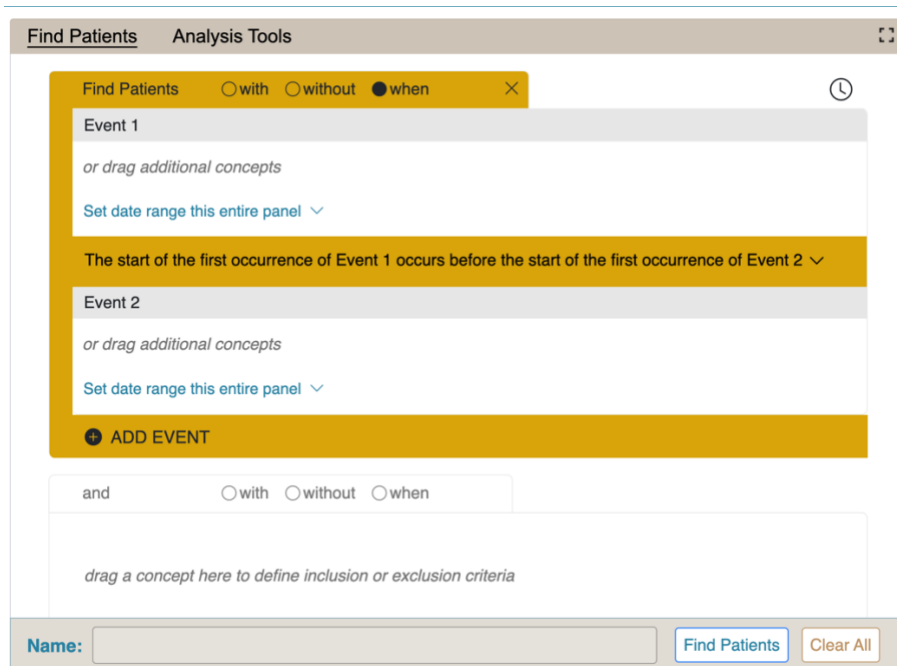 Find Patients Analysis Tools
Find Patients with without when
Event 1
or drag additional concepts
Set date range this entire panel
The start of the first occurrence of Event 1 occurs before the start of the first occurrence of Event 2
Event 2
or drag additional concepts
Set date range this entire panel
ADD EVENT
and with without when
drag a concept here to define inclusion or exclusion criteria
Name: Find Patients Clear All